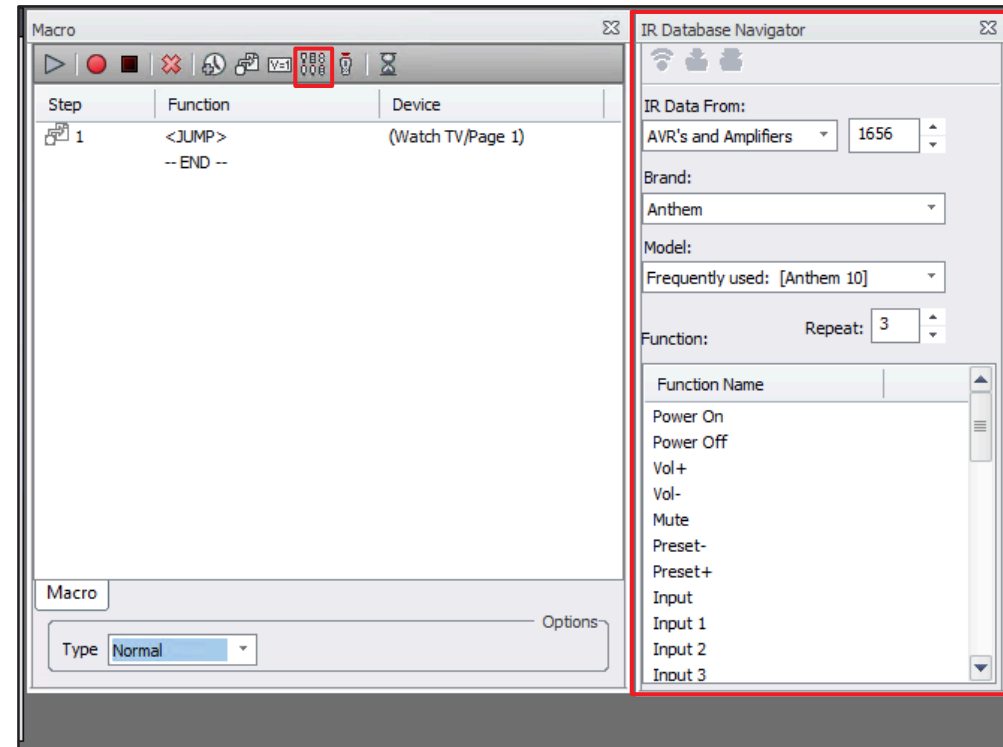 Macro
V=1
Step Function Device
1 <JUMP> (Watch TV/Page 1)
-- END --
Macro
Options
Type Normal
IR Database Navigator
IR Data From:
AVR's and Amplifiers 1656
Brand:
Anthem
Model:
Frequently used: [Anthem 10]
Function: Repeat: 3
Function Name
Power On
Power Off
Vol+
Vol-
Mute
Preset-
Preset+
Input
Input 1
Input 2
Input 3